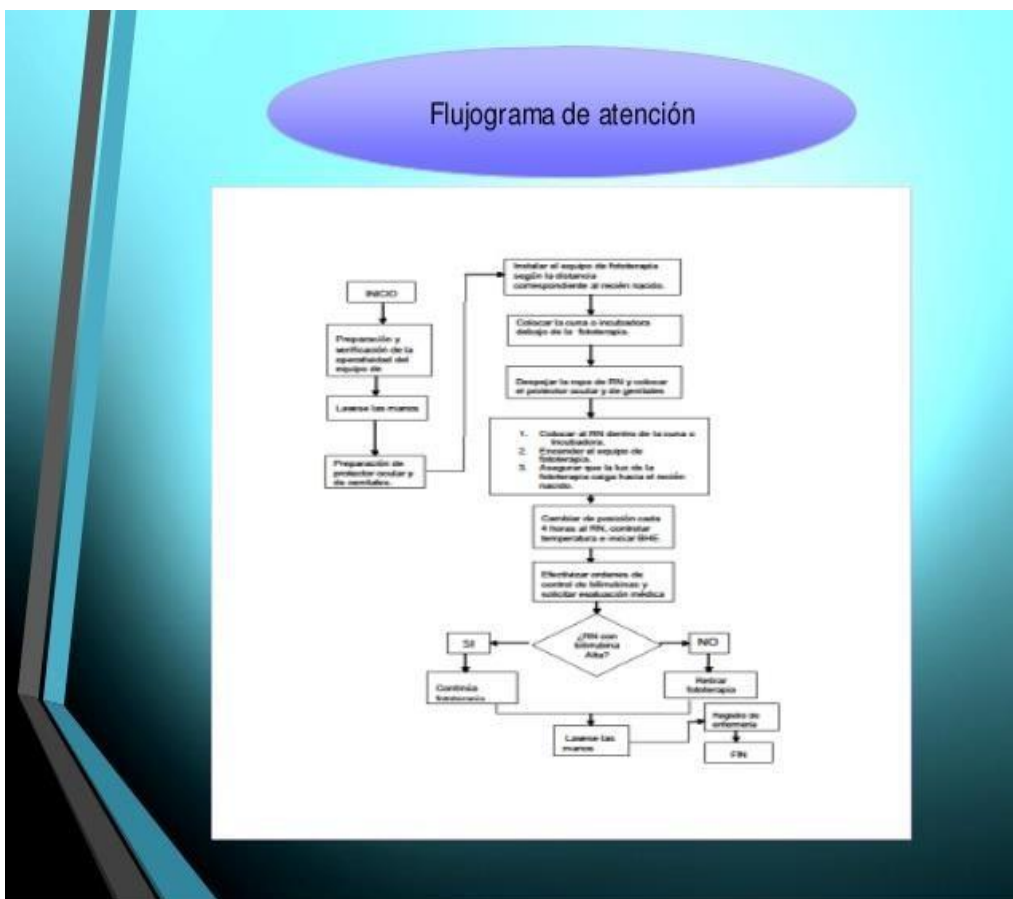 Flujograma de atención
INICIO
Preparación y
verificación de la
operatividad del
equipo de
Lavarse las manos
Preparación de
protector ocular y
de genitales.
Instalar el equipo de fototerapia
según la distancia
correspondiente al recién nacido.
Colocar la cuna o incubadora
debajo de la fototerapia.
Despojar la ropa de RN y colocar
el protector ocular y de genitales
1. Colocar al RN dentro de la cuna o
Incubadora.
2. Encender el equipo de
fototerapia.
3. Asegurar que la luz de la
fototerapia caiga hacia el recién
nacido.
Cambiar de posición cada
4 horas al RN, controlar
temperatura e iniciar BHE.
Efectivizar ordenes de
control de bilirrubinas y
solicitar evaluación médica
¿RN con
bilirrubina
Alta?
SI
NO
Continúa
fototerapia
Retirar
fototerapia
Lavarse las
manos
Registro de
enfermería
FIN